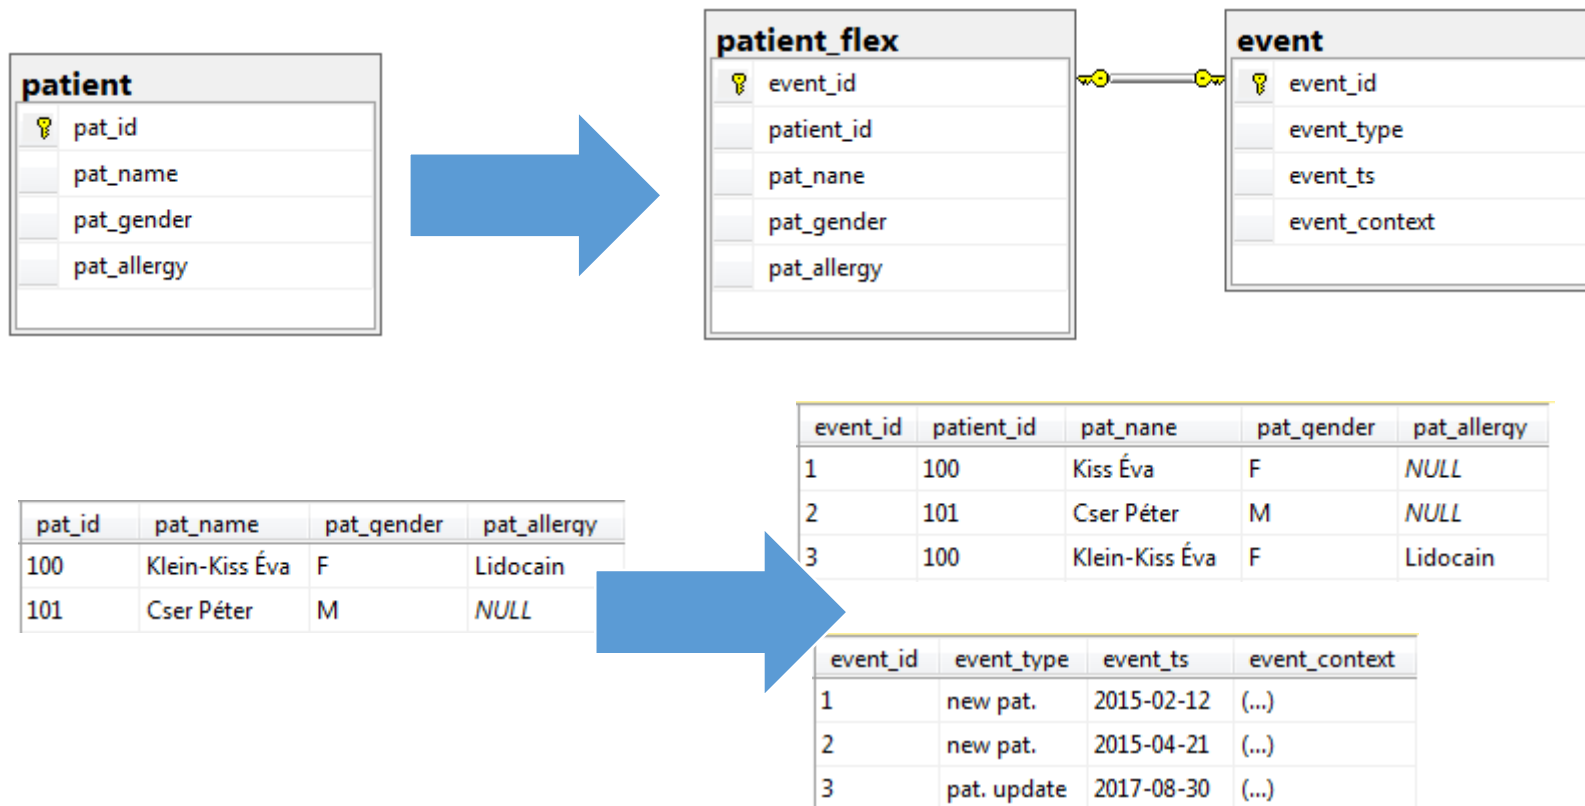 patient
pat_id
pat_name
pat_gender
pat_allergy
patient_flex
event_id
patient_id
pat_nane
pat_gender
pat_allergy
event
event_id
event_type
event_ts
event_context
pat_id pat_name pat_gender pat_allergy
100 Klein-Kiss Éva F Lidocain
101 Cser Péter M NULL
event_id patient_id pat_nane pat_gender pat_allergy
1 100 Kiss Éva F NULL
2 101 Cser Péter M NULL
3 100 Klein-Kiss Éva F Lidocain
event_id event_type event_ts event_context
1 new pat. 2015-02-12 (...)
2 new pat. 2015-04-21 (...)
3 pat. update 2017-08-30 (...)